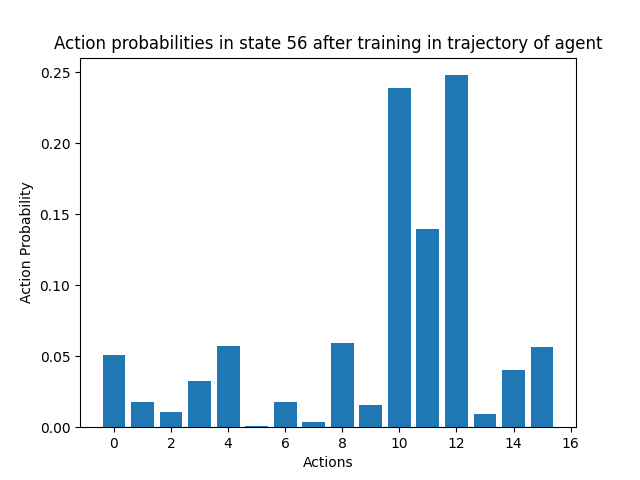 Action probabilities in state 56 after training in trajectory of agent
0.25
0.20
0.15
0.10
0.05
0.00
Action Probability
0 2 4 6 8 10 12 14 16
Actions